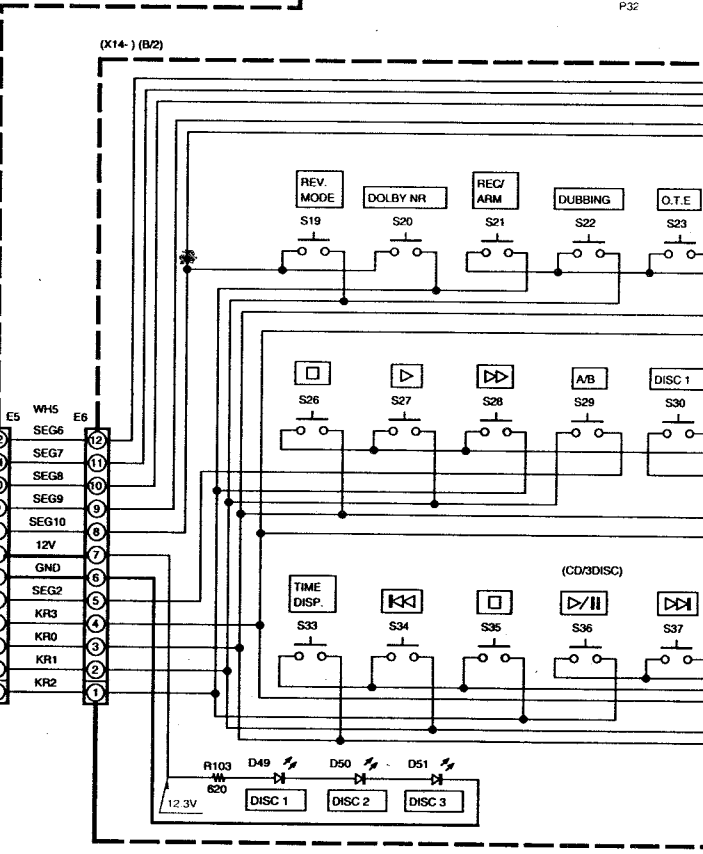 P32
(X14- ) (B/2)
REV. MODE
DOLBY NR
REC/ ARM
DUBBING
O.T.E
S19
S20
S21
S22
S23
A/B
DISC 1
S26
S27
S28
S29
S30
E5
WH5
E6
SEG6
12
SEG7
11
SEG8
10
SEG9
9
SEG10
8
12V
7
GND
6
SEG2
5
KR3
4
KR0
3
KR1
2
KR2
1
(CD/3DISC)
TIME DISP.
S33
S34
S35
S36
S37
R103
620
D49
D50
D51
12.3V
DISC 1
DISC 2
DISC 3